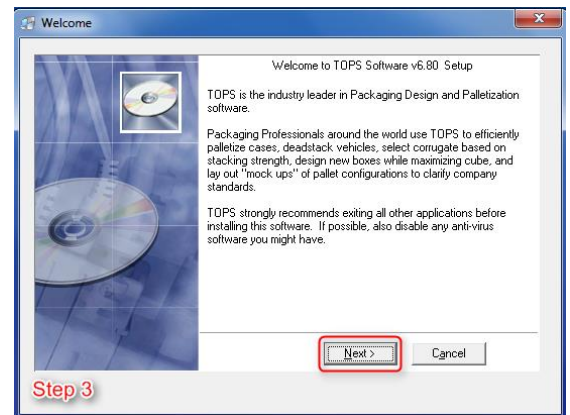 Welcome
Welcome to TOPS Software v6.80 Setup
TOPS is the industry leader in Packaging Design and Palletization
software.
Packaging Professionals around the world use TOPS to efficiently
palletize cases, deadstack vehicles, select corrugate based on
stacking strength, design new boxes while maximizing cube, and
lay out "mock ups" of pallet configurations to clarify company
standards.
TOPS strongly recommends exiting all other applications before
installing this software. If possible, also disable any anti-virus
software you might have.
Next >
Cancel
Step 3